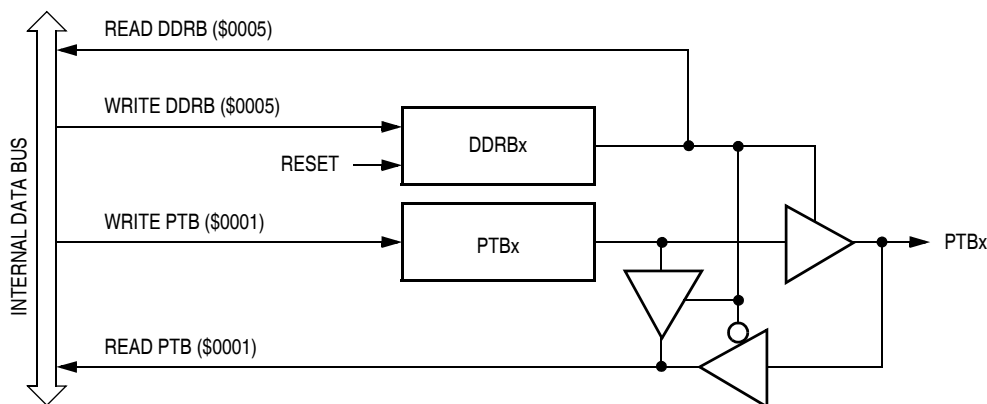 READ DDRB ($0005)
WRITE DDRB ($0005)
DDRBx
RESET
WRITE PTB ($0001)
PTBx
PTBx
READ PTB ($0001)
INTERNAL DATA BUS